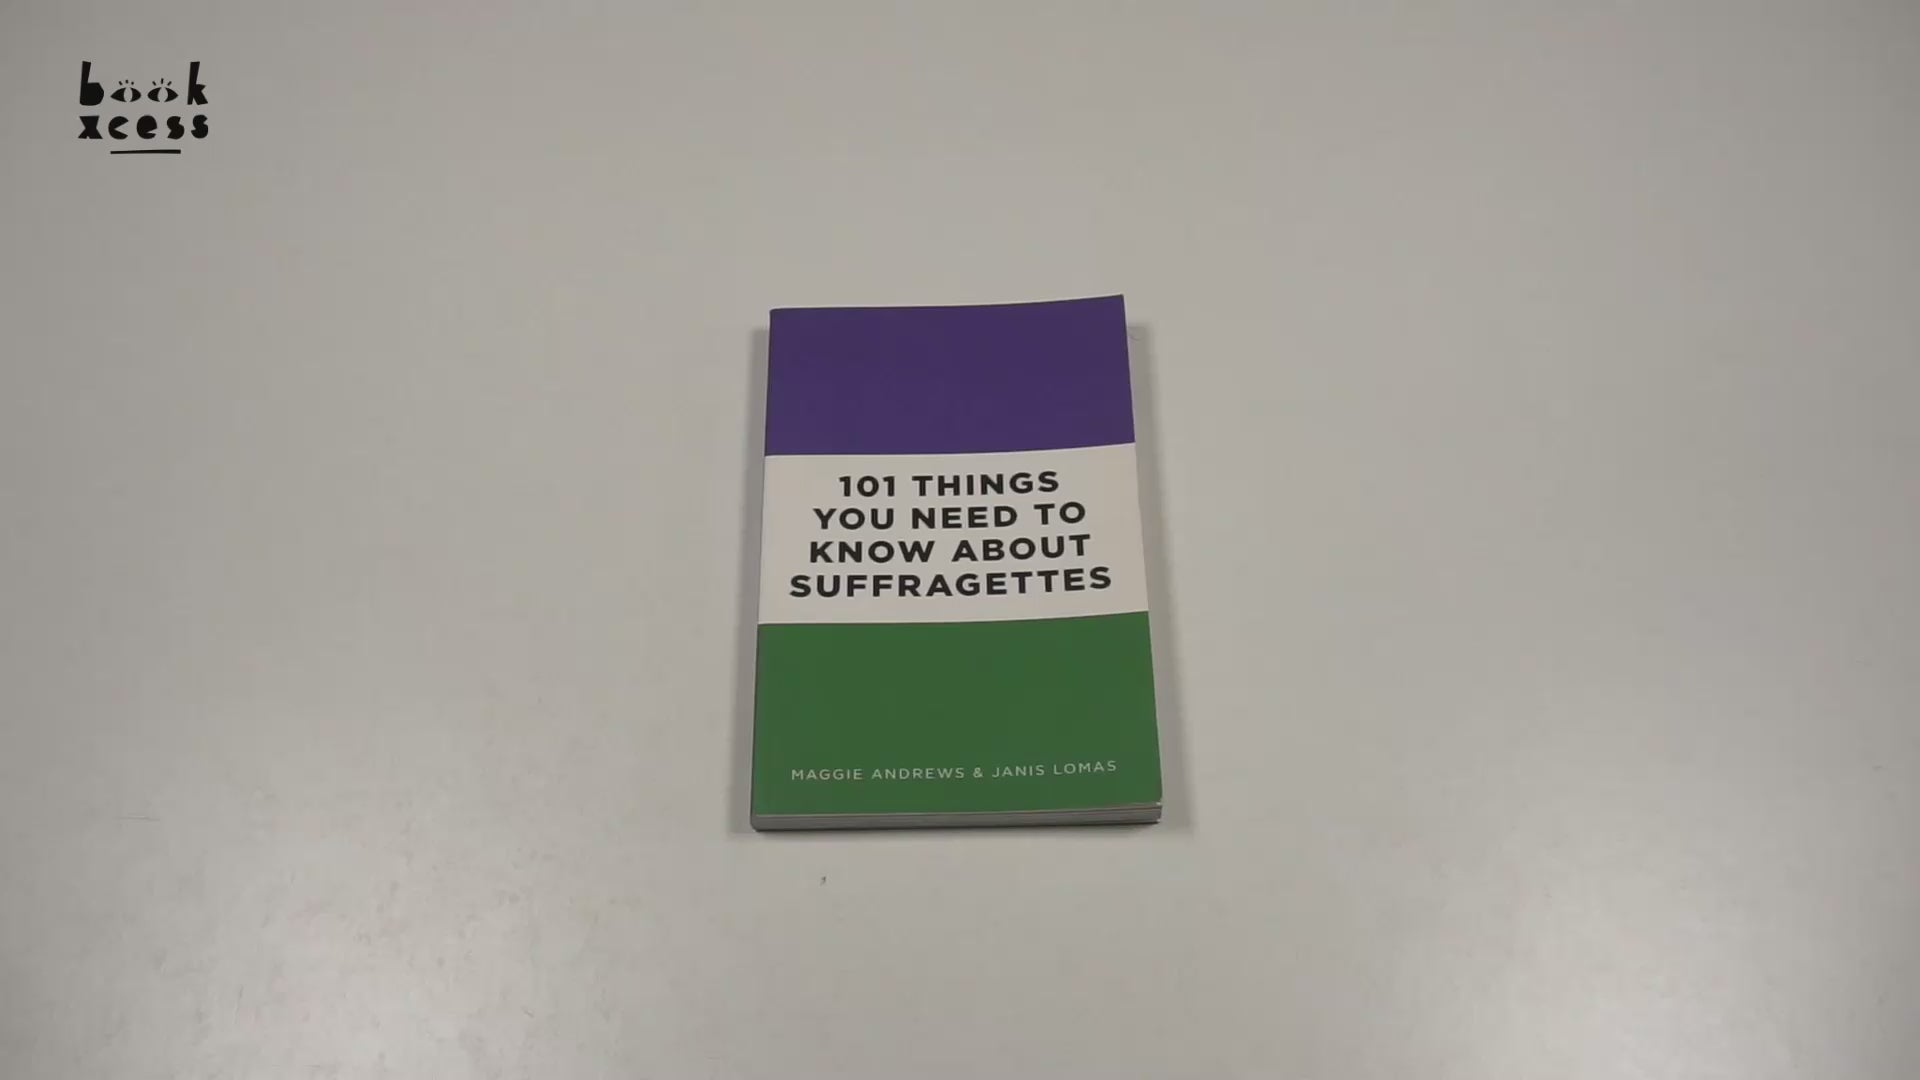 book
xcess
101 THINGS
YOU NEED TO
KNOW ABOUT
SUFFRAGETTES
MAGGIE ANDREWS & JANIS LOMAS